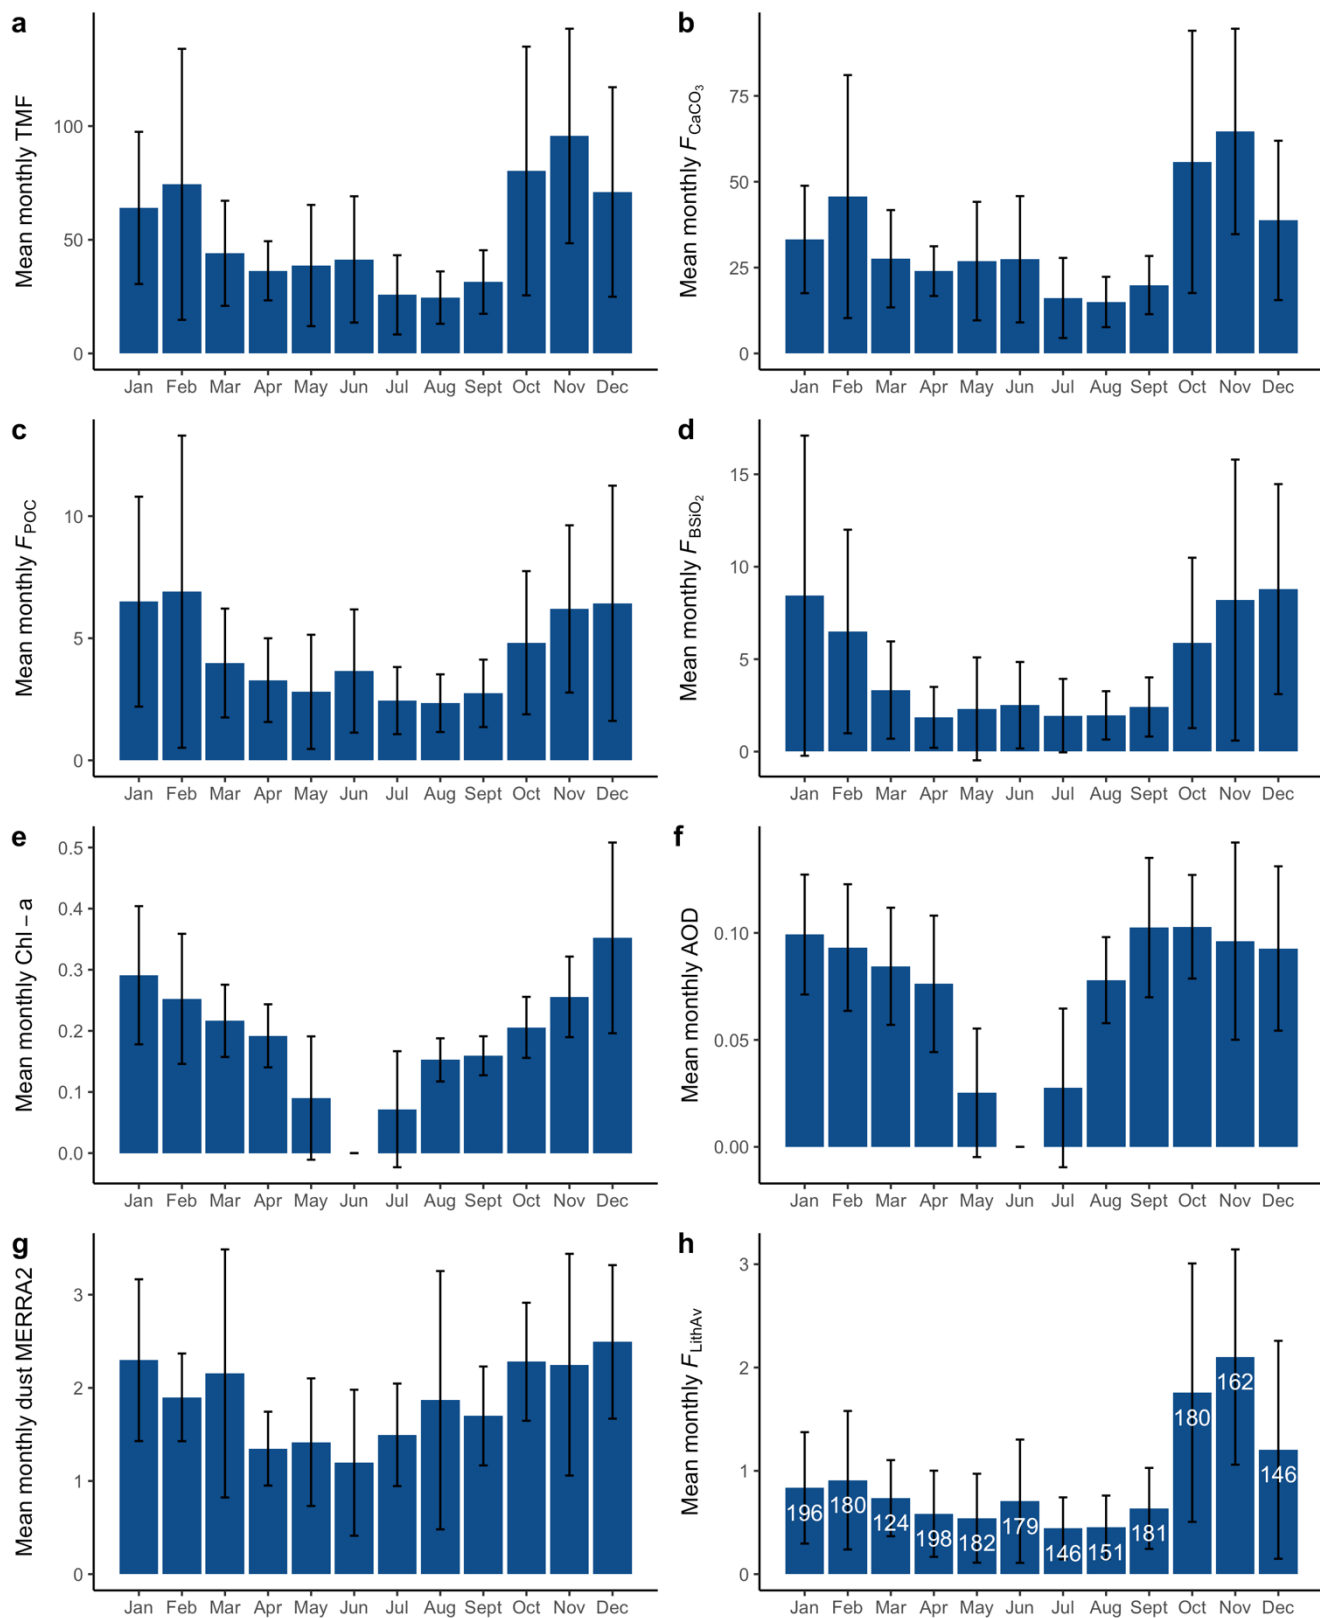 a
Mean monthly TMF
100
50
0
Jan Feb Mar Apr May Jun Jul Aug Sept Oct Nov Dec
b
Mean monthly F CaCO3
75
50
25
0
Jan Feb Mar Apr May Jun Jul Aug Sept Oct Nov Dec
c
Mean monthly F POC
10
5
0
Jan Feb Mar Apr May Jun Jul Aug Sept Oct Nov Dec
d
Mean monthly F BSiO2
15
10
5
0
Jan Feb Mar Apr May Jun Jul Aug Sept Oct Nov Dec
e
Mean monthly Chl − a
0.5
0.4
0.3
0.2
0.1
0.0
Jan Feb Mar Apr May Jun Jul Aug Sept Oct Nov Dec
f
Mean monthly AOD
0.10
0.05
0.00
Jan Feb Mar Apr May Jun Jul Aug Sept Oct Nov Dec
g
Mean monthly dust MERRA2
3
2
1
0
Jan Feb Mar Apr May Jun Jul Aug Sept Oct Nov Dec
h
Mean monthly F LithAv
3
2
1
0
196 180 124 198 182 179 146 151 181 180 162 146
Jan Feb Mar Apr May Jun Jul Aug Sept Oct Nov Dec